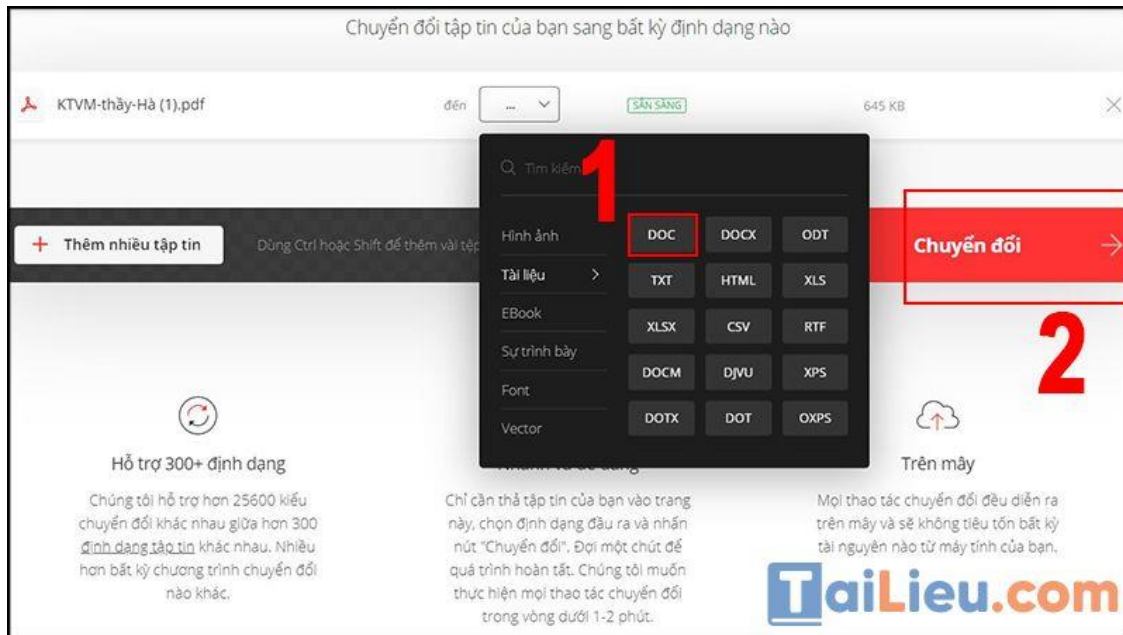 Chuyển đổi tập tin của bạn sang bất kỳ định dạng nào
KTVM-thầy-Hà (1).pdf
đến
...
SẴN SÀNG
645 KB
Tìm kiếm
1
Thêm nhiều tập tin
Dùng Ctrl hoặc Shift để thêm vài tệp
Hình ảnh
Tài liệu
EBook
Sự trình bày
Font
Vector
DOC DOCX ODT
TXT HTML XLS
XLSX CSV RTF
DOCM DJVU XPS
DOTX DOT OXPS
Chuyển đổi
2
Hỗ trợ 300+ định dạng
Chúng tôi hỗ trợ hơn 25600 kiểu
chuyển đổi khác nhau giữa hơn 300
định dạng tập tin khác nhau. Nhiều
hơn bất kỳ chương trình chuyển đổi
nào khác.
Chỉ cần thả tập tin của bạn vào trang
này, chọn định dạng đầu ra và nhấn
nút "Chuyển đổi". Đợi một chút để
quá trình hoàn tất. Chúng tôi muốn
thực hiện mọi thao tác chuyển đổi
trong vòng dưới 1-2 phút.
Trên mây
Mọi thao tác chuyển đổi đều diễn ra
trên mây và sẽ không tiêu tốn bất kỳ
tài nguyên nào từ máy tính của bạn.
TaiLieu.com